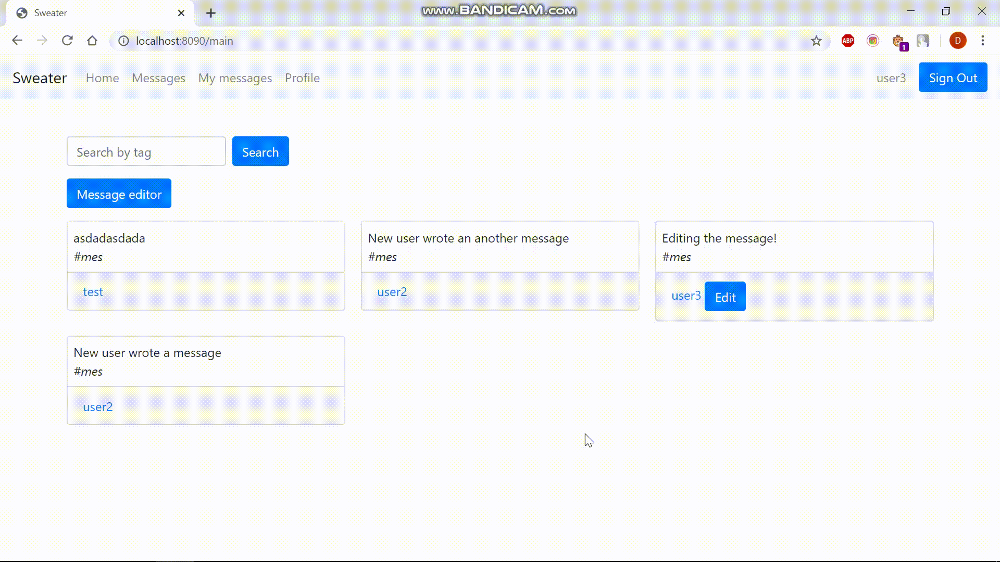 Sweater
www.BANDICAM.com
localhost:8090/main
ABP
1
D
Sweater Home Messages My messages Profile user3 Sign Out
Search by tag Search
Message editor
asdadasdada
#mes
test
New user wrote an another message
#mes
user2
Editing the message!
#mes
user3 Edit
New user wrote a message
#mes
user2